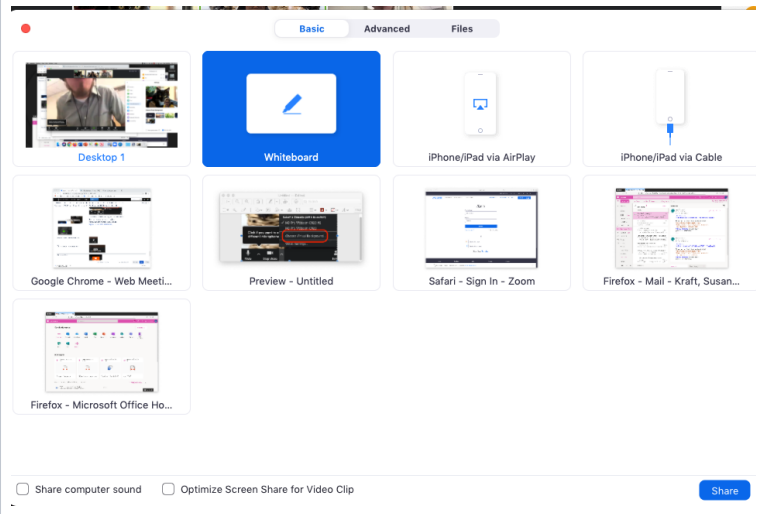 Basic
Advanced
Files
Desktop 1
Whiteboard
iPhone/iPad via AirPlay
iPhone/iPad via Cable
Google Chrome - Web Meeti...
Preview - Untitled
Safari - Sign In - Zoom
Firefox - Mail - Kraft, Susan...
Firefox - Microsoft Office Ho...
Share computer sound
Optimize Screen Share for Video Clip
Share